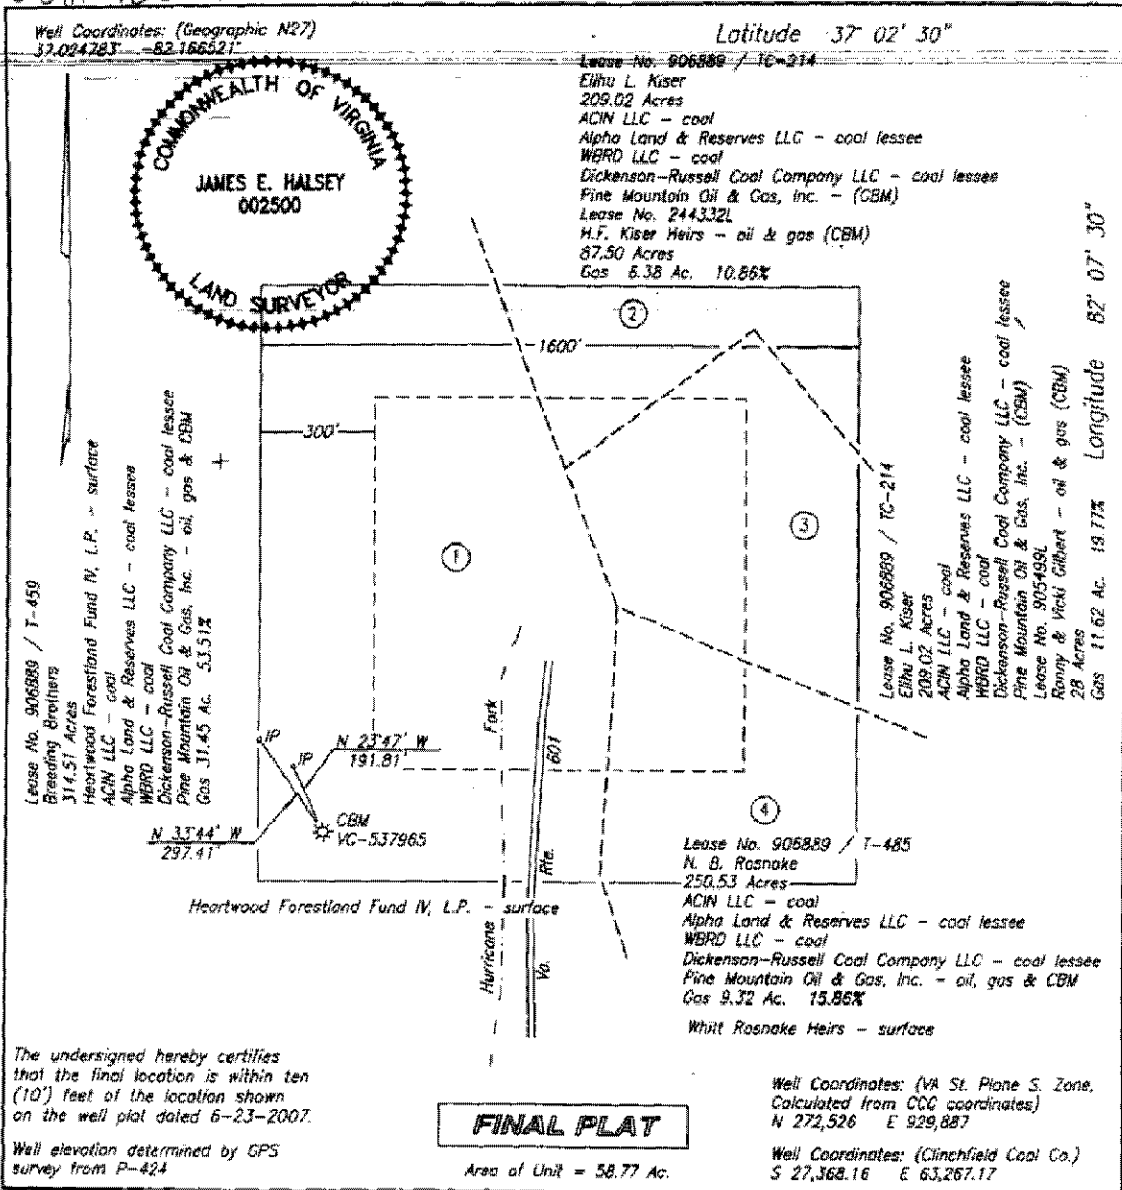 Well Coordinates: (Geographic N27)
37.024783° -82.166521°
Latitude 37° 02' 30"
COMMONWEALTH OF VIRGINIA
JAMES E. HALSEY
002500
LAND SURVEYOR
Lease No. 906889 / TC-214
Elihu L. Kiser
209.02 Acres
ACIN LLC - coal
Alpha Land & Reserves LLC - coal lessee
WBRD LLC - coal
Dickenson-Russell Coal Company LLC - coal lessee
Pine Mountain Oil & Gas, Inc. - (CBM)
Lease No. 244332L
H.F. Kiser Heirs - oil & gas (CBM)
87.50 Acres
Gas 6.38 Ac. 10.86%
2
1600'
300'
1
3
4
Lease No. 906889 / T-459
Breeding Brothers
314.51 Acres
Heartwood Forestland Fund IV, L.P. - surface
ACIN LLC - coal
Alpha Land & Reserves LLC - coal lessee
WBRD LLC - coal
Dickenson-Russell Coal Company LLC - coal lessee
Pine Mountain Oil & Gas, Inc. - oil, gas & CBM
Gas 31.45 Ac. 53.51%
Lease No. 906889 / TC-214
Elihu L. Kiser
209.02 Acres
ACIN LLC - coal
Alpha Land & Reserves LLC - coal lessee
WBRD LLC - coal
Dickenson-Russell Coal Company LLC - coal lessee
Pine Mountain Oil & Gas, Inc. - (CBM)
Lease No. 905499L
Ronny & Vicki Gilbert - oil & gas (CBM)
28 Acres
Gas 11.62 Ac. 19.77%
Longitude 82° 07' 30"
IP
IP
N 23°47' W
191.81'
N 33°44' W
297.41'
CBM
VC-537965
Hurricane Fork
Va. Rte. 601
Heartwood Forestland Fund IV, L.P. - surface
Lease No. 906889 / T-485
N. B. Rasnake
250.53 Acres
ACIN LLC - coal
Alpha Land & Reserves LLC - coal lessee
WBRD LLC - coal
Dickenson-Russell Coal Company LLC - coal lessee
Pine Mountain Oil & Gas, Inc. - oil, gas & CBM
Gas 9.32 Ac. 15.86%
Whitt Rasnake Heirs - surface
The undersigned hereby certifies
that the final location is within ten
(10') feet of the location shown
on the well plat dated 6-23-2007.
Well elevation determined by GPS
survey from P-424
FINAL PLAT
Area of Unit = 58.77 Ac.
Well Coordinates: (VA St. Plane S. Zone,
Calculated from CCC coordinates)
N 272,526 E 929,887
Well Coordinates: (Clinchfield Coal Co.)
S 27,368.16 E 63,267.17